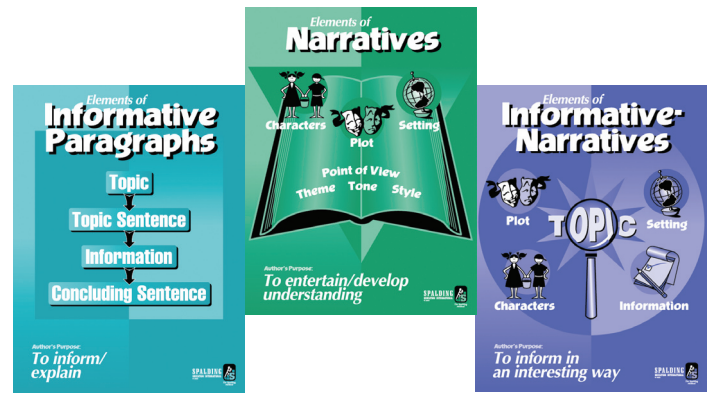 Elements of
Informative
Paragraphs
Topic
Topic Sentence
Information
Concluding Sentence
Author's Purpose:
To inform/
explain
SPALDING
Elements of
Narratives
Characters
Plot
Setting
Point of View
Theme Tone Style
Author's Purpose:
To entertain/develop
understanding
SPALDING
Elements of
Informative-
Narratives
Plot
TOPIC
Setting
Characters
Information
Author's Purpose:
To inform in
an interesting way
SPALDING